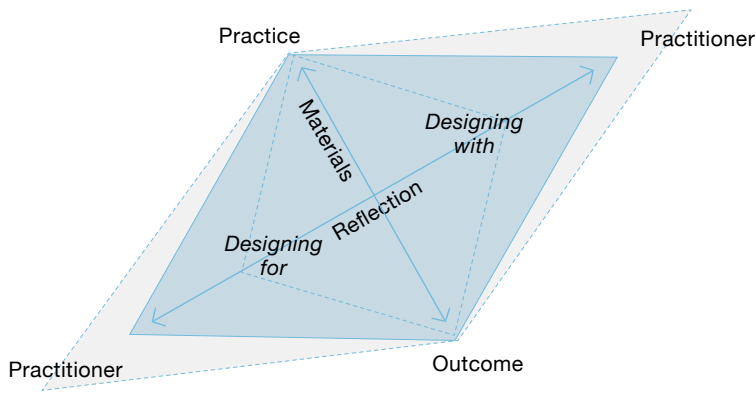 Practice
Practitioner
Materials
Designing
with
Reflection
Designing
for
Practitioner
Outcome